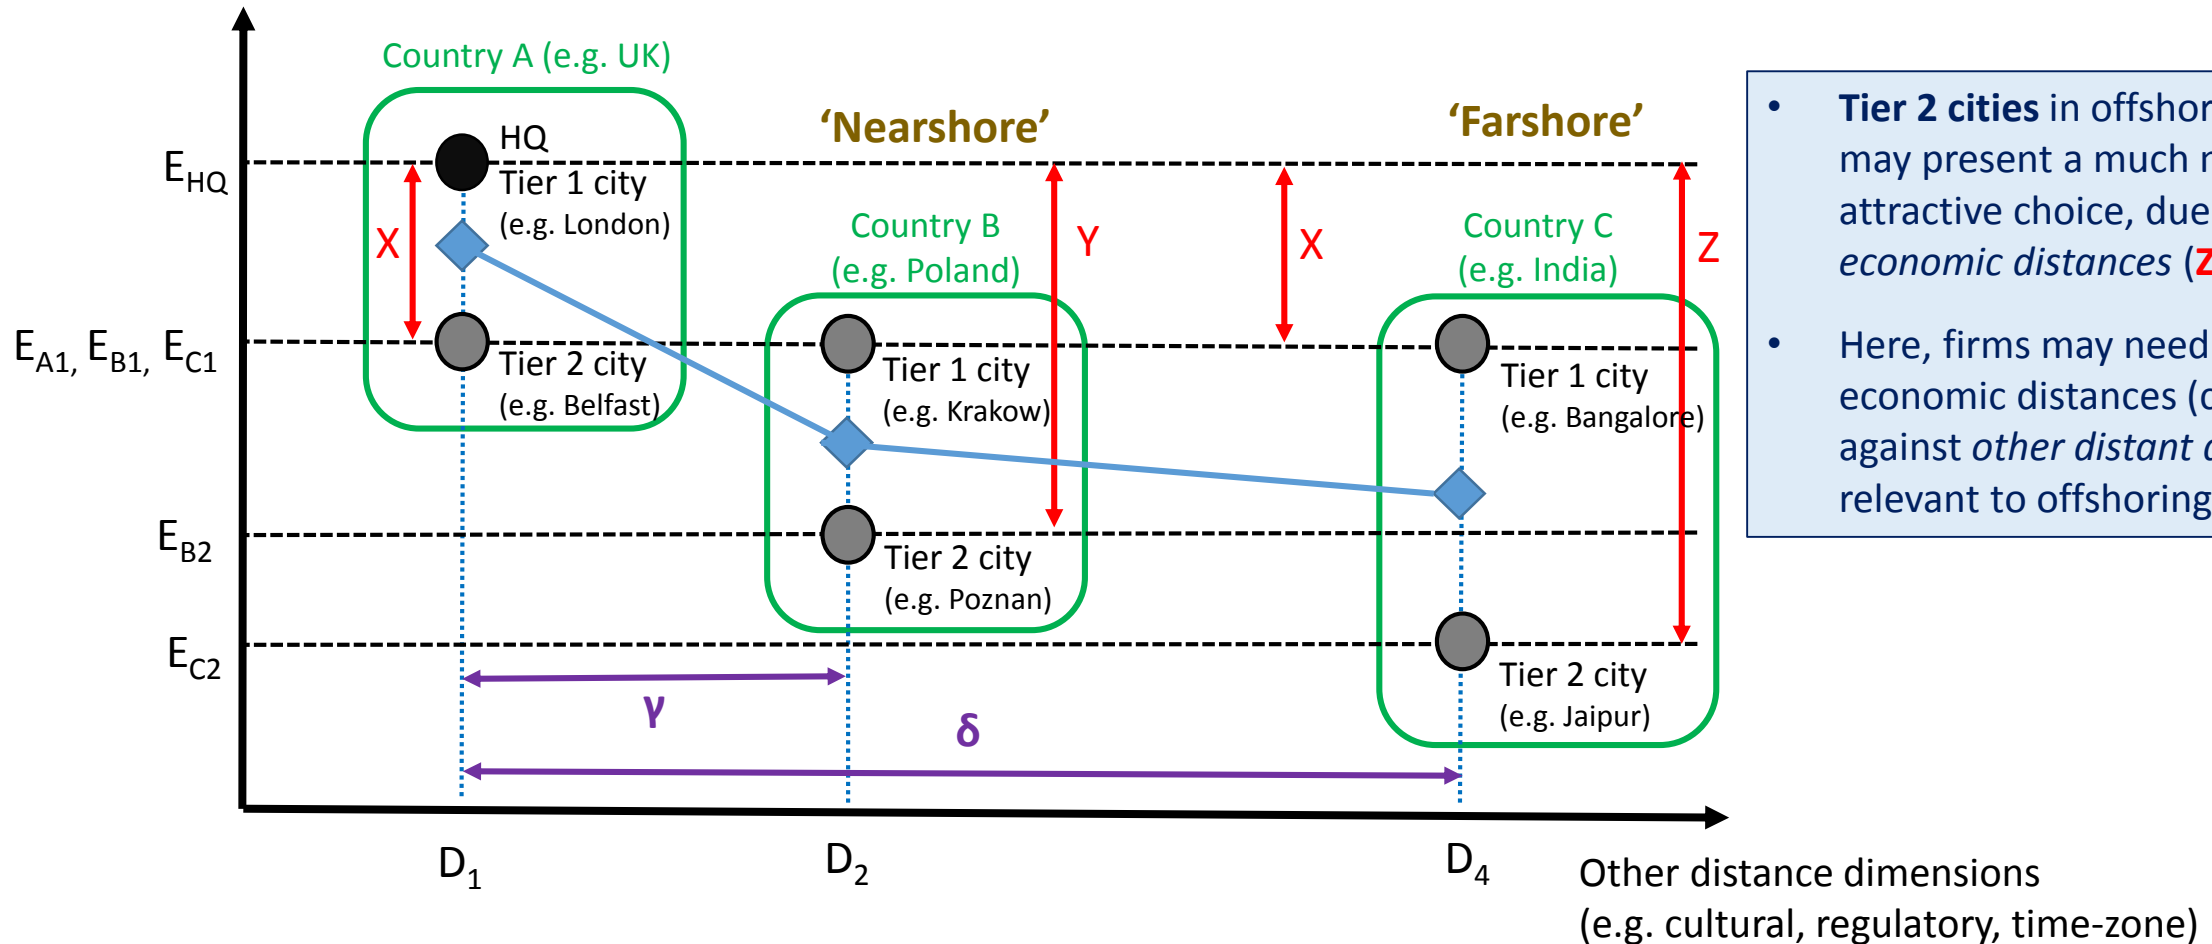 Country A (e.g. UK)
‘Nearshore’
‘Farshore’
E_HQ
HQ
Tier 1 city
(e.g. London)
X
Y
X
Z
Country B
(e.g. Poland)
Country C
(e.g. India)
E_A1, E_B1, E_C1
Tier 2 city
(e.g. Belfast)
Tier 1 city
(e.g. Krakow)
Tier 1 city
(e.g. Bangalore)
E_B2
Tier 2 city
(e.g. Poznan)
E_C2
Tier 2 city
(e.g. Jaipur)
γ
δ
D_1
D_2
D_4
Other distance dimensions
(e.g. cultural, regulatory, time-zone)
• Tier 2 cities in offshor
may present a much
attractive choice, due
economic distances (Z
• Here, firms may need
economic distances (
against other distant
relevant to offshoring